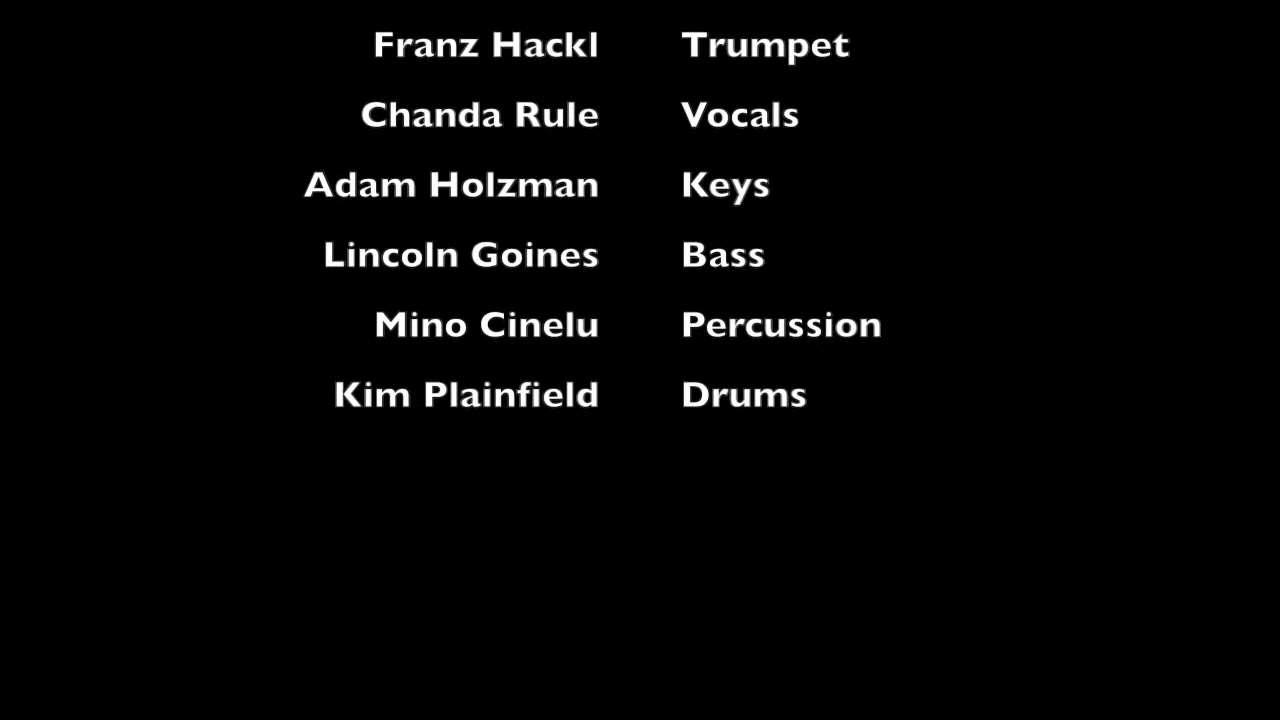 Franz Hackl Trumpet
Chanda Rule Vocals
Adam Holzman Keys
Lincoln Goines Bass
Mino Cinelu Percussion
Kim Plainfield Drums